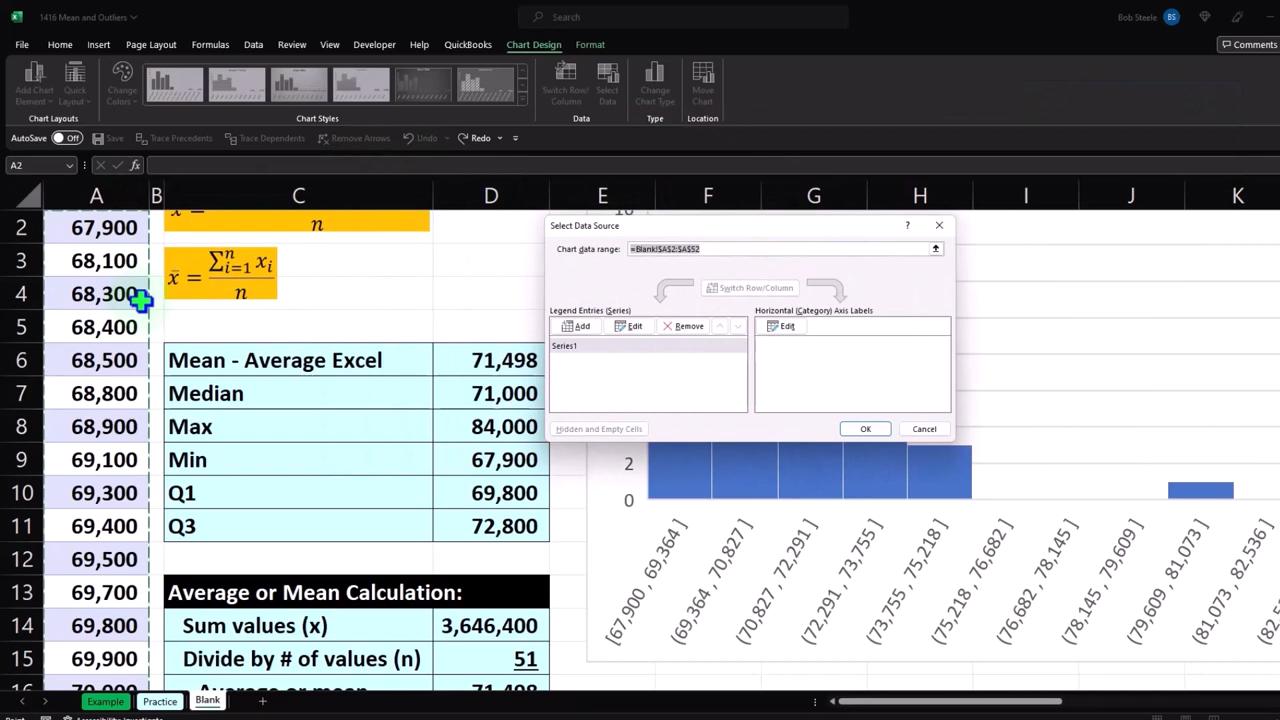 1416 Mean and Outliers
Search
Bob Steele
BS
File Home Insert Page Layout Formulas Data Review View Developer Help QuickBooks Chart Design Format
Comments
Add Chart Element
Quick Layout
Change Colors
Switch Row/ Column
Select Data
Change Chart Type
Move Chart
Chart Layouts
Chart Styles
Data
Type
Location
AutoSave Off Save Trace Precedents Trace Dependents Remove Arrows Undo Redo
A2
fx
A B C D E F G H I J K
2 67,900
n
3 68,100
x̄ = ∑ⁿᵢ₌₁ xᵢ
n
4 68,300
5 68,400
6 68,500 Mean - Average Excel 71,498
7 68,800 Median 71,000
8 68,900 Max 84,000
9 69,100 Min 67,900
10 69,300 Q1 69,800
11 69,400 Q3 72,800
12 69,500
13 69,700 Average or Mean Calculation:
14 69,800 Sum values (x) 3,646,400
15 69,900 Divide by # of values (n) 51
Select Data Source
?
Chart data range: =Blank!$A$2:$A$52
Switch Row/Column
Legend Entries (Series)
Add Edit Remove
Series1
Horizontal (Category) Axis Labels
Edit
Hidden and Empty Cells
OK Cancel
2
0
[67,900 , 69,364 ]
(69,364 , 70,827 ]
(70,827 , 72,291 ]
(72,291 , 73,755 ]
(73,755 , 75,218 ]
(75,218 , 76,682 ]
(76,682 , 78,145 ]
(78,145 , 79,609 ]
(79,609 , 81,073 ]
(81,073 , 82,536 ]
Example Practice Blank